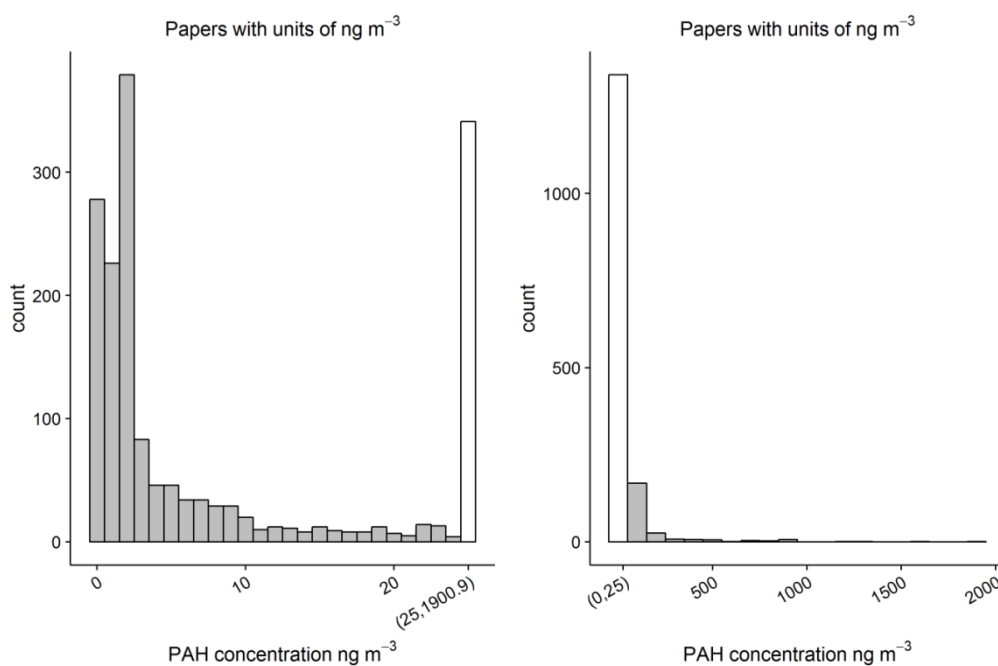 Papers with units of ng m⁻³
300
200
100
0
count
0
10
20
(25,1900.9)
PAH concentration ng m⁻³
Papers with units of ng m⁻³
1000
500
0
count
(0,25)
500
1000
1500
2000
PAH concentration ng m⁻³